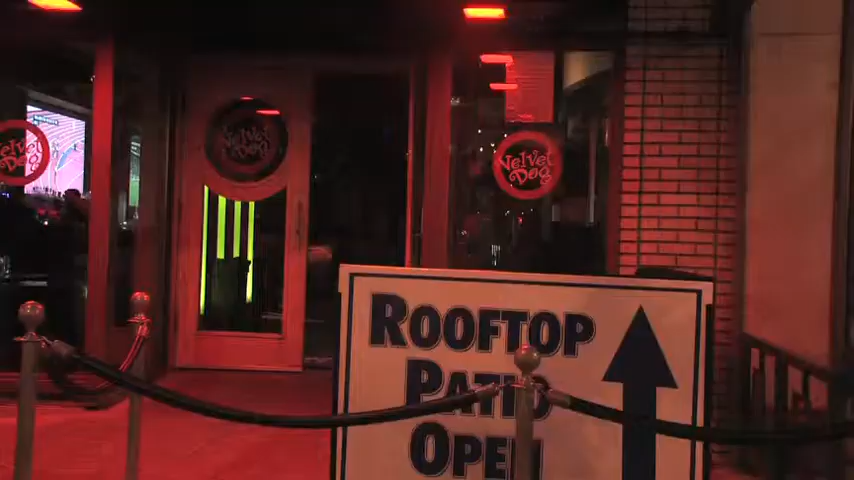 Velvet
Dog
Velvet
Dog
Velvet
Dog
ROOFTOP
PATIO
OPEN